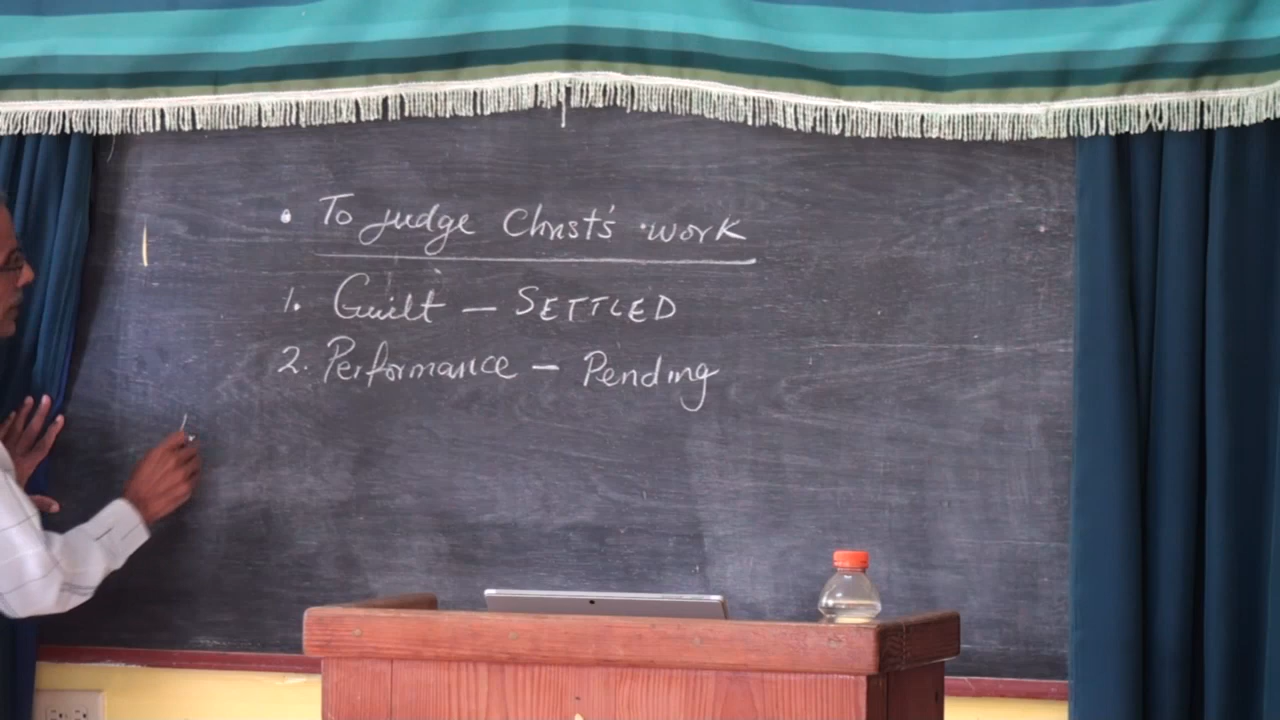 • To judge Christ's work
1. Guilt — SETTLED
2. Performance — Pending